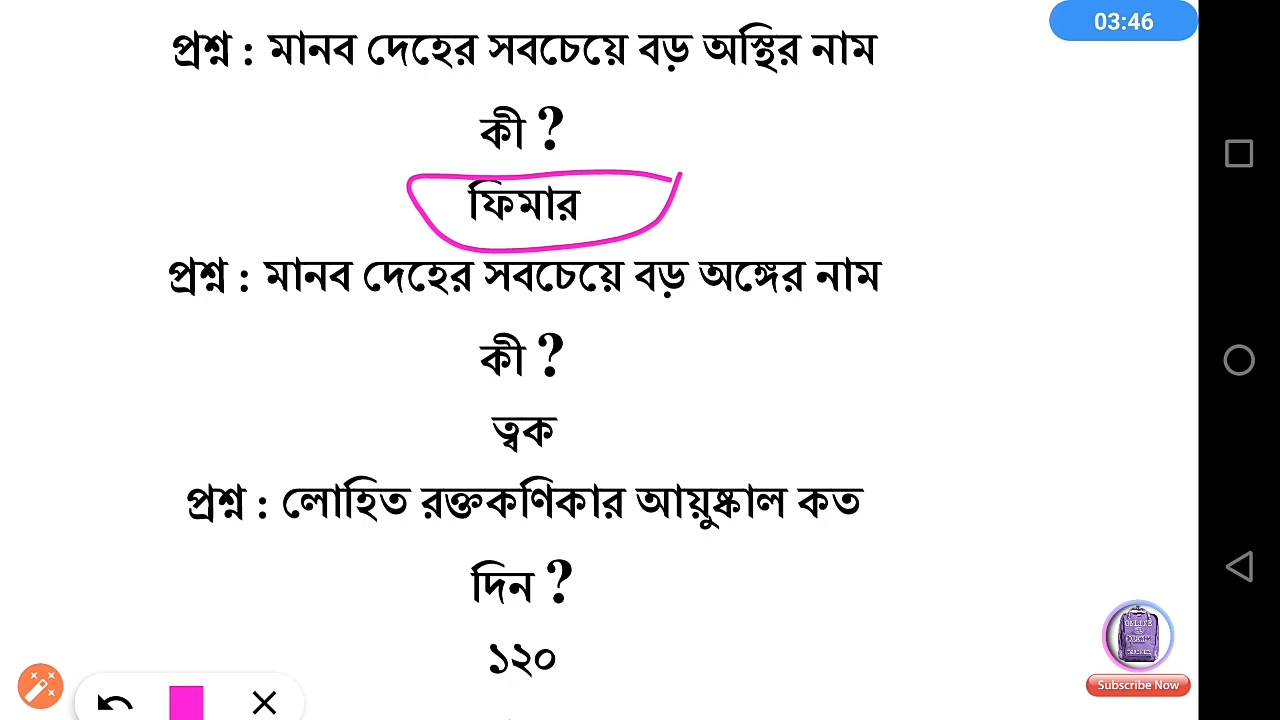 03:46
প্রশ্ন : মানব দেহের সবচেয়ে বড় অস্থির নাম
কী ?
ফিমার
প্রশ্ন : মানব দেহের সবচেয়ে বড় অঙ্গের নাম
কী ?
ত্বক
প্রশ্ন : লোহিত রক্তকণিকার আয়ুষ্কাল কত
দিন ?
১২০
Subscribe Now